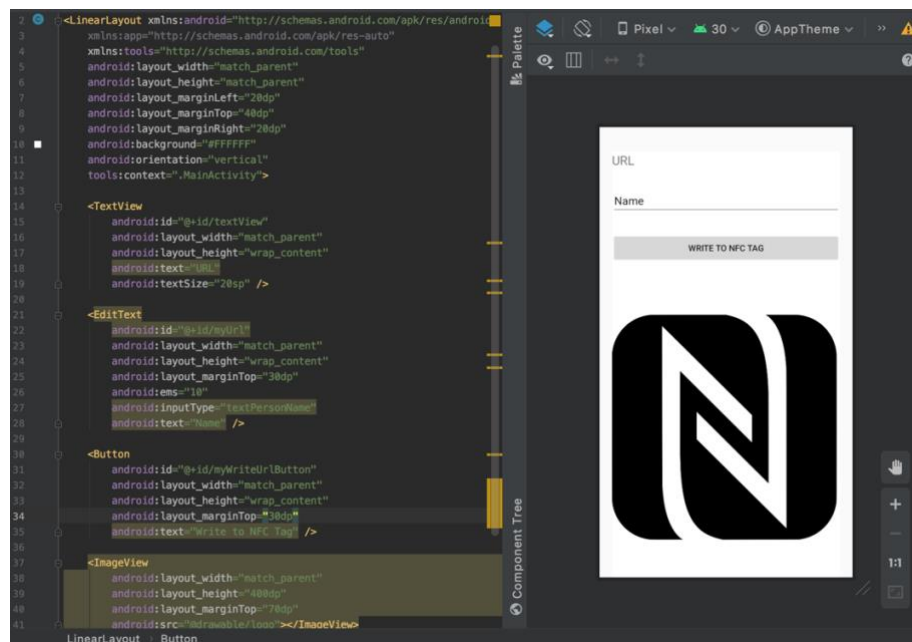 2 <LinearLayout xmlns:android="http://schemas.android.com/apk/res/android
3 xmlns:app="http://schemas.android.com/apk/res-auto"
4 xmlns:tools="http://schemas.android.com/tools"
5 android:layout_width="match_parent"
6 android:layout_height="match_parent"
7 android:layout_marginLeft="20dp"
8 android:layout_marginTop="40dp"
9 android:layout_marginRight="20dp"
10 android:background="#FFFFFF"
11 android:orientation="vertical"
12 tools:context=".MainActivity">
13
14 <TextView
15 android:id="@+id/textView"
16 android:layout_width="match_parent"
17 android:layout_height="wrap_content"
18 android:text="URL"
19 android:textSize="20sp" />
20
21 <EditText
22 android:id="@+id/myUrl"
23 android:layout_width="match_parent"
24 android:layout_height="wrap_content"
25 android:layout_marginTop="30dp"
26 android:ems="10"
27 android:inputType="textPersonName"
28 android:text="Name" />
29
30 <Button
31 android:id="@+id/myWriteUrlButton"
32 android:layout_width="match_parent"
33 android:layout_height="wrap_content"
34 android:layout_marginTop="30dp"
35 android:text="Write to NFC Tag" />
36
37 <ImageView
38 android:layout_width="match_parent"
39 android:layout_height="400dp"
40 android:layout_marginTop="70dp"
41 android:src="@drawable/logo"></ImageView>
LinearLayout › Button
Palette
Component Tree
Pixel 30 AppTheme »
URL
Name
WRITE TO NFC TAG
1:1